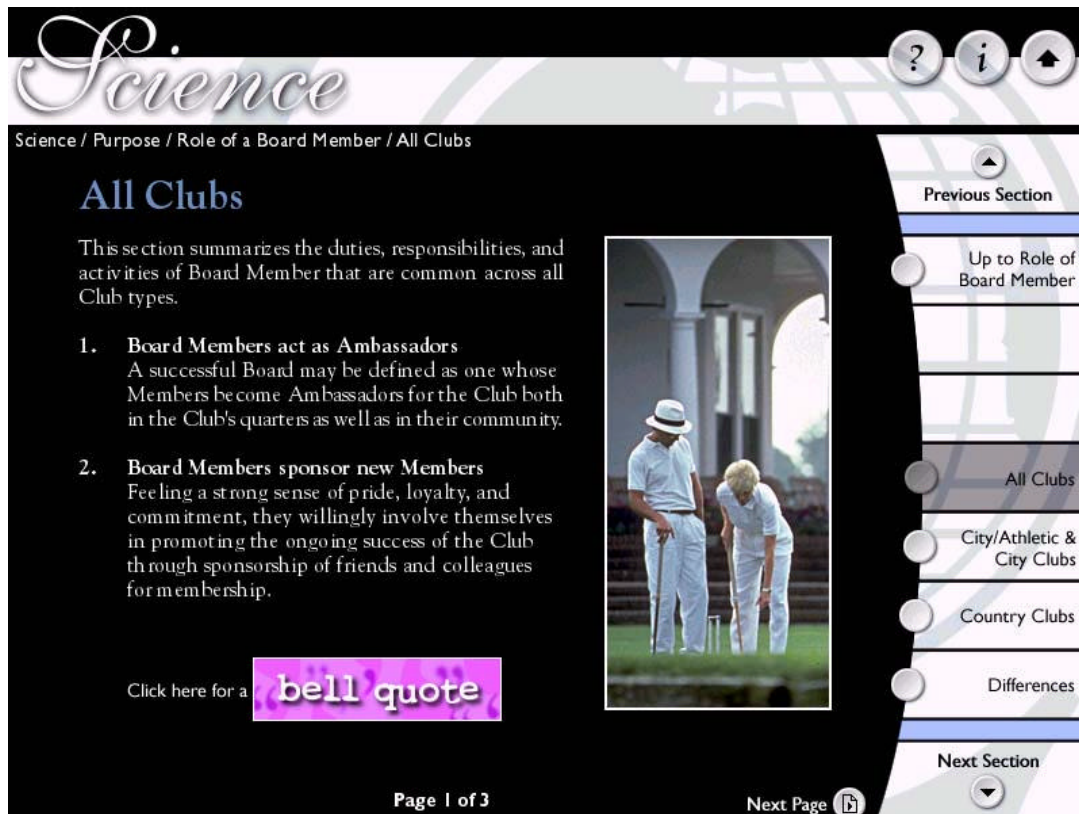 Science
? i
Science / Purpose / Role of a Board Member / All Clubs
All Clubs
This section summarizes the duties, responsibilities, and
activities of Board Member that are common across all
Club types.
1. Board Members act as Ambassadors
A successful Board may be defined as one whose
Members become Ambassadors for the Club both
in the Club's quarters as well as in their community.
2. Board Members sponsor new Members
Feeling a strong sense of pride, loyalty, and
commitment, they willingly involve themselves
in promoting the ongoing success of the Club
through sponsorship of friends and colleagues
for membership.
Click here for a bell quote
Page 1 of 3
Next Page
Previous Section
Up to Role of
Board Member
All Clubs
City/Athletic &
City Clubs
Country Clubs
Differences
Next Section